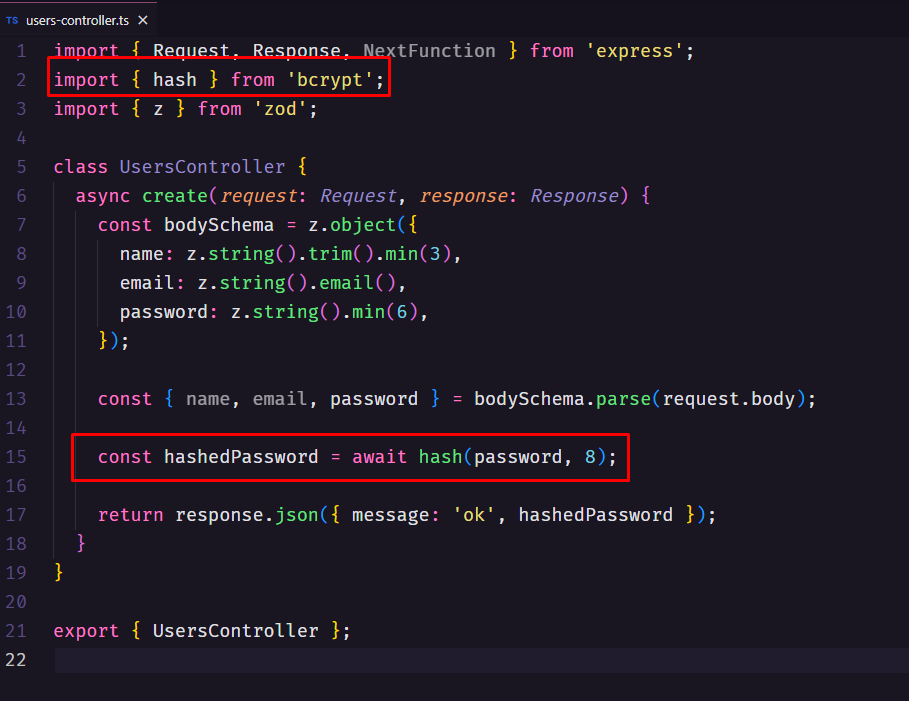 TS users-controller.ts ×
1 import { Request, Response, NextFunction } from 'express';
2 import { hash } from 'bcrypt';
3 import { z } from 'zod';
4
5 class UsersController {
6   async create(request: Request, response: Response) {
7     const bodySchema = z.object({
8       name: z.string().trim().min(3),
9       email: z.string().email(),
10       password: z.string().min(6),
11     });
12
13     const { name, email, password } = bodySchema.parse(request.body);
14
15     const hashedPassword = await hash(password, 8);
16
17     return response.json({ message: 'ok', hashedPassword });
18   }
19 }
20
21 export { UsersController };
22